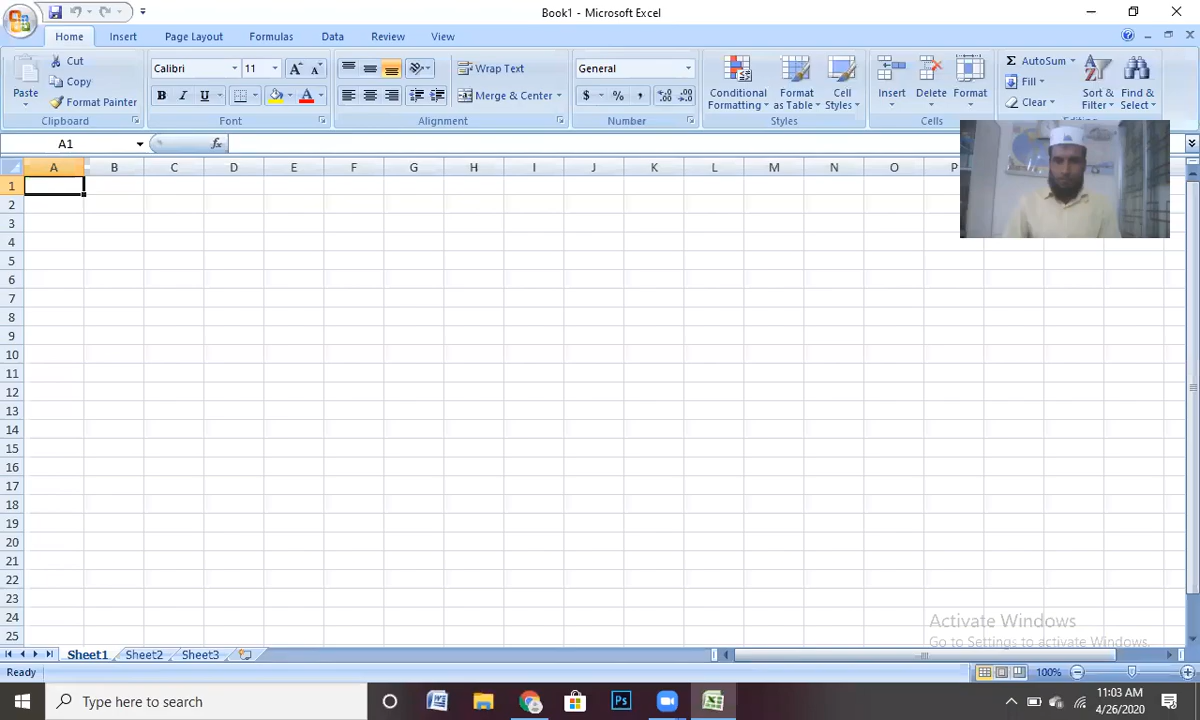 Book1 - Microsoft Excel
Home Insert Page Layout Formulas Data Review View
Cut
Copy
Format Painter
Paste
Clipboard
Calibri 11
B I U
Font
Wrap Text
Merge & Center
Alignment
General
$ % ,
Number
Conditional Formatting
Format as Table
Cell Styles
Styles
Insert Delete Format
Cells
Σ AutoSum
Fill
Clear
Sort & Filter
Find & Select
A1 fx
A B C D E F G H I J K L M N O P
1
2
3
4
5
6
7
8
9
10
11
12
13
14
15
16
17
18
19
20
21
22
23
24
25
Activate Windows
Go to Settings to activate Windows.
Sheet1 Sheet2 Sheet3
Ready 100%
Type here to search
11:03 AM
4/26/2020